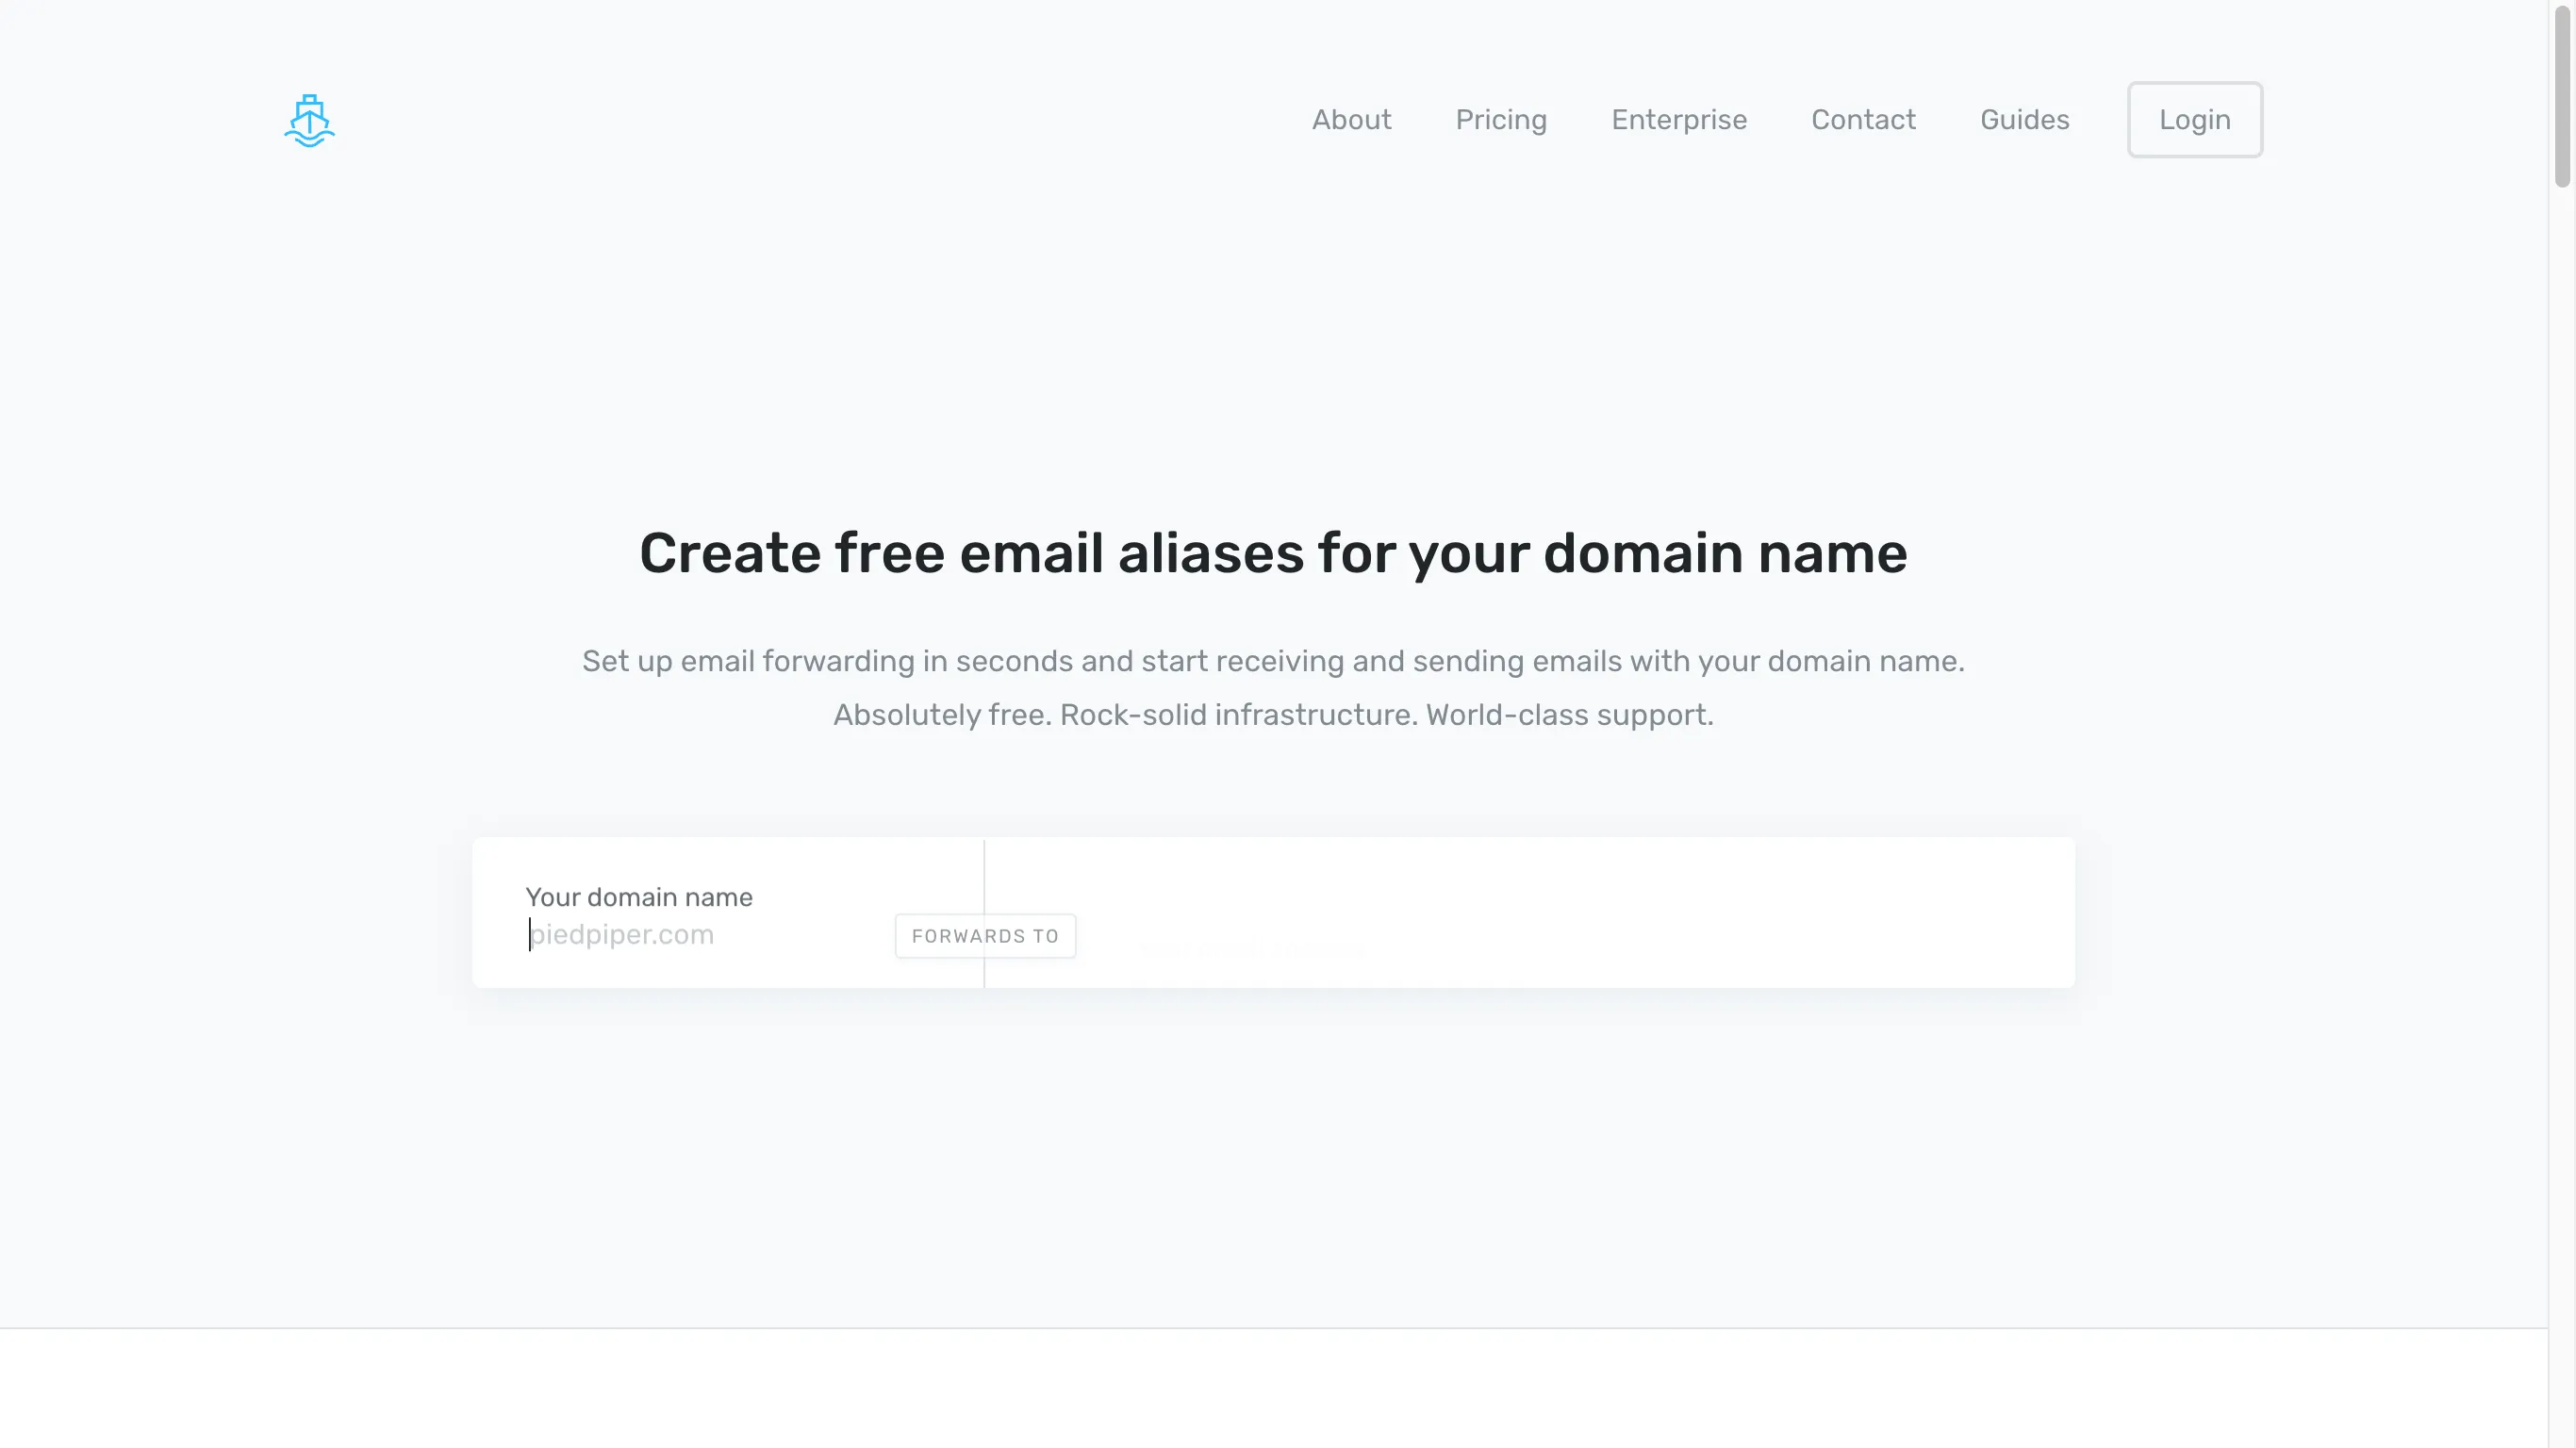 About
Pricing
Enterprise
Contact
Guides
Login
Create free email aliases for your domain name
Set up email forwarding in seconds and start receiving and sending emails with your domain name.
Absolutely free. Rock-solid infrastructure. World-class support.
Your domain name
piedpiper.com
FORWARDS TO